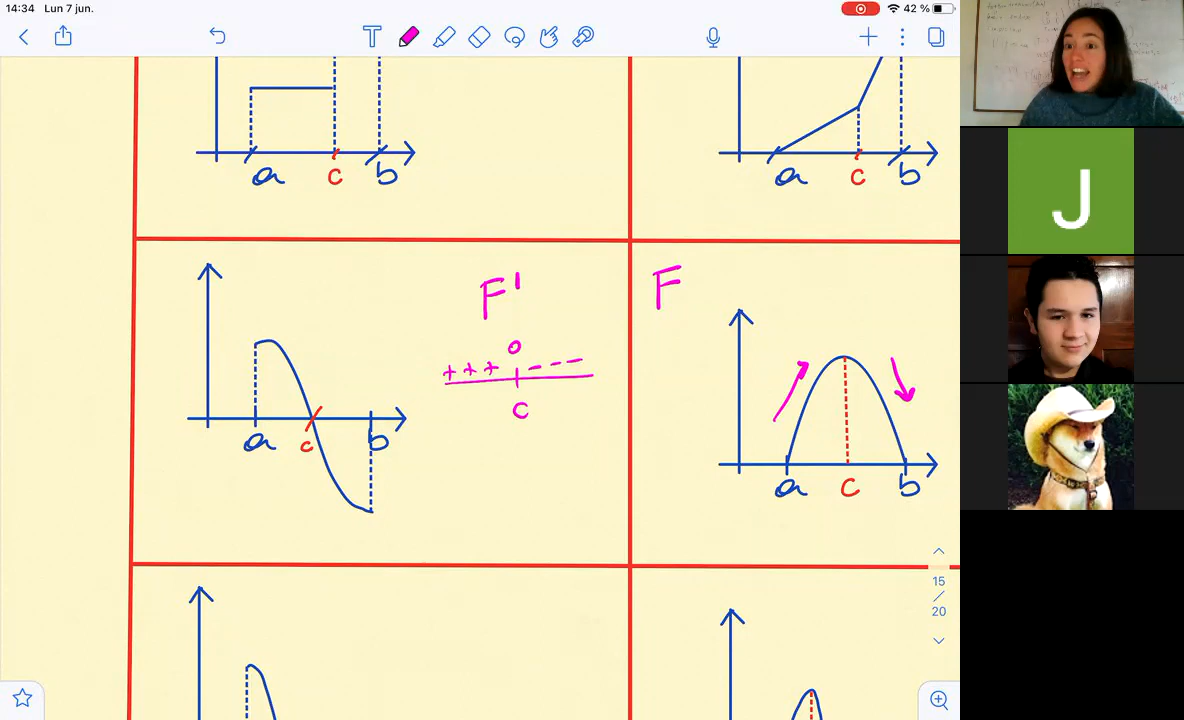 14:34 Lun 7 jun. 42 %
T
a c b
a c b
F' F
0
+++ - - -
c
a c b
a c b
J
15
/
20